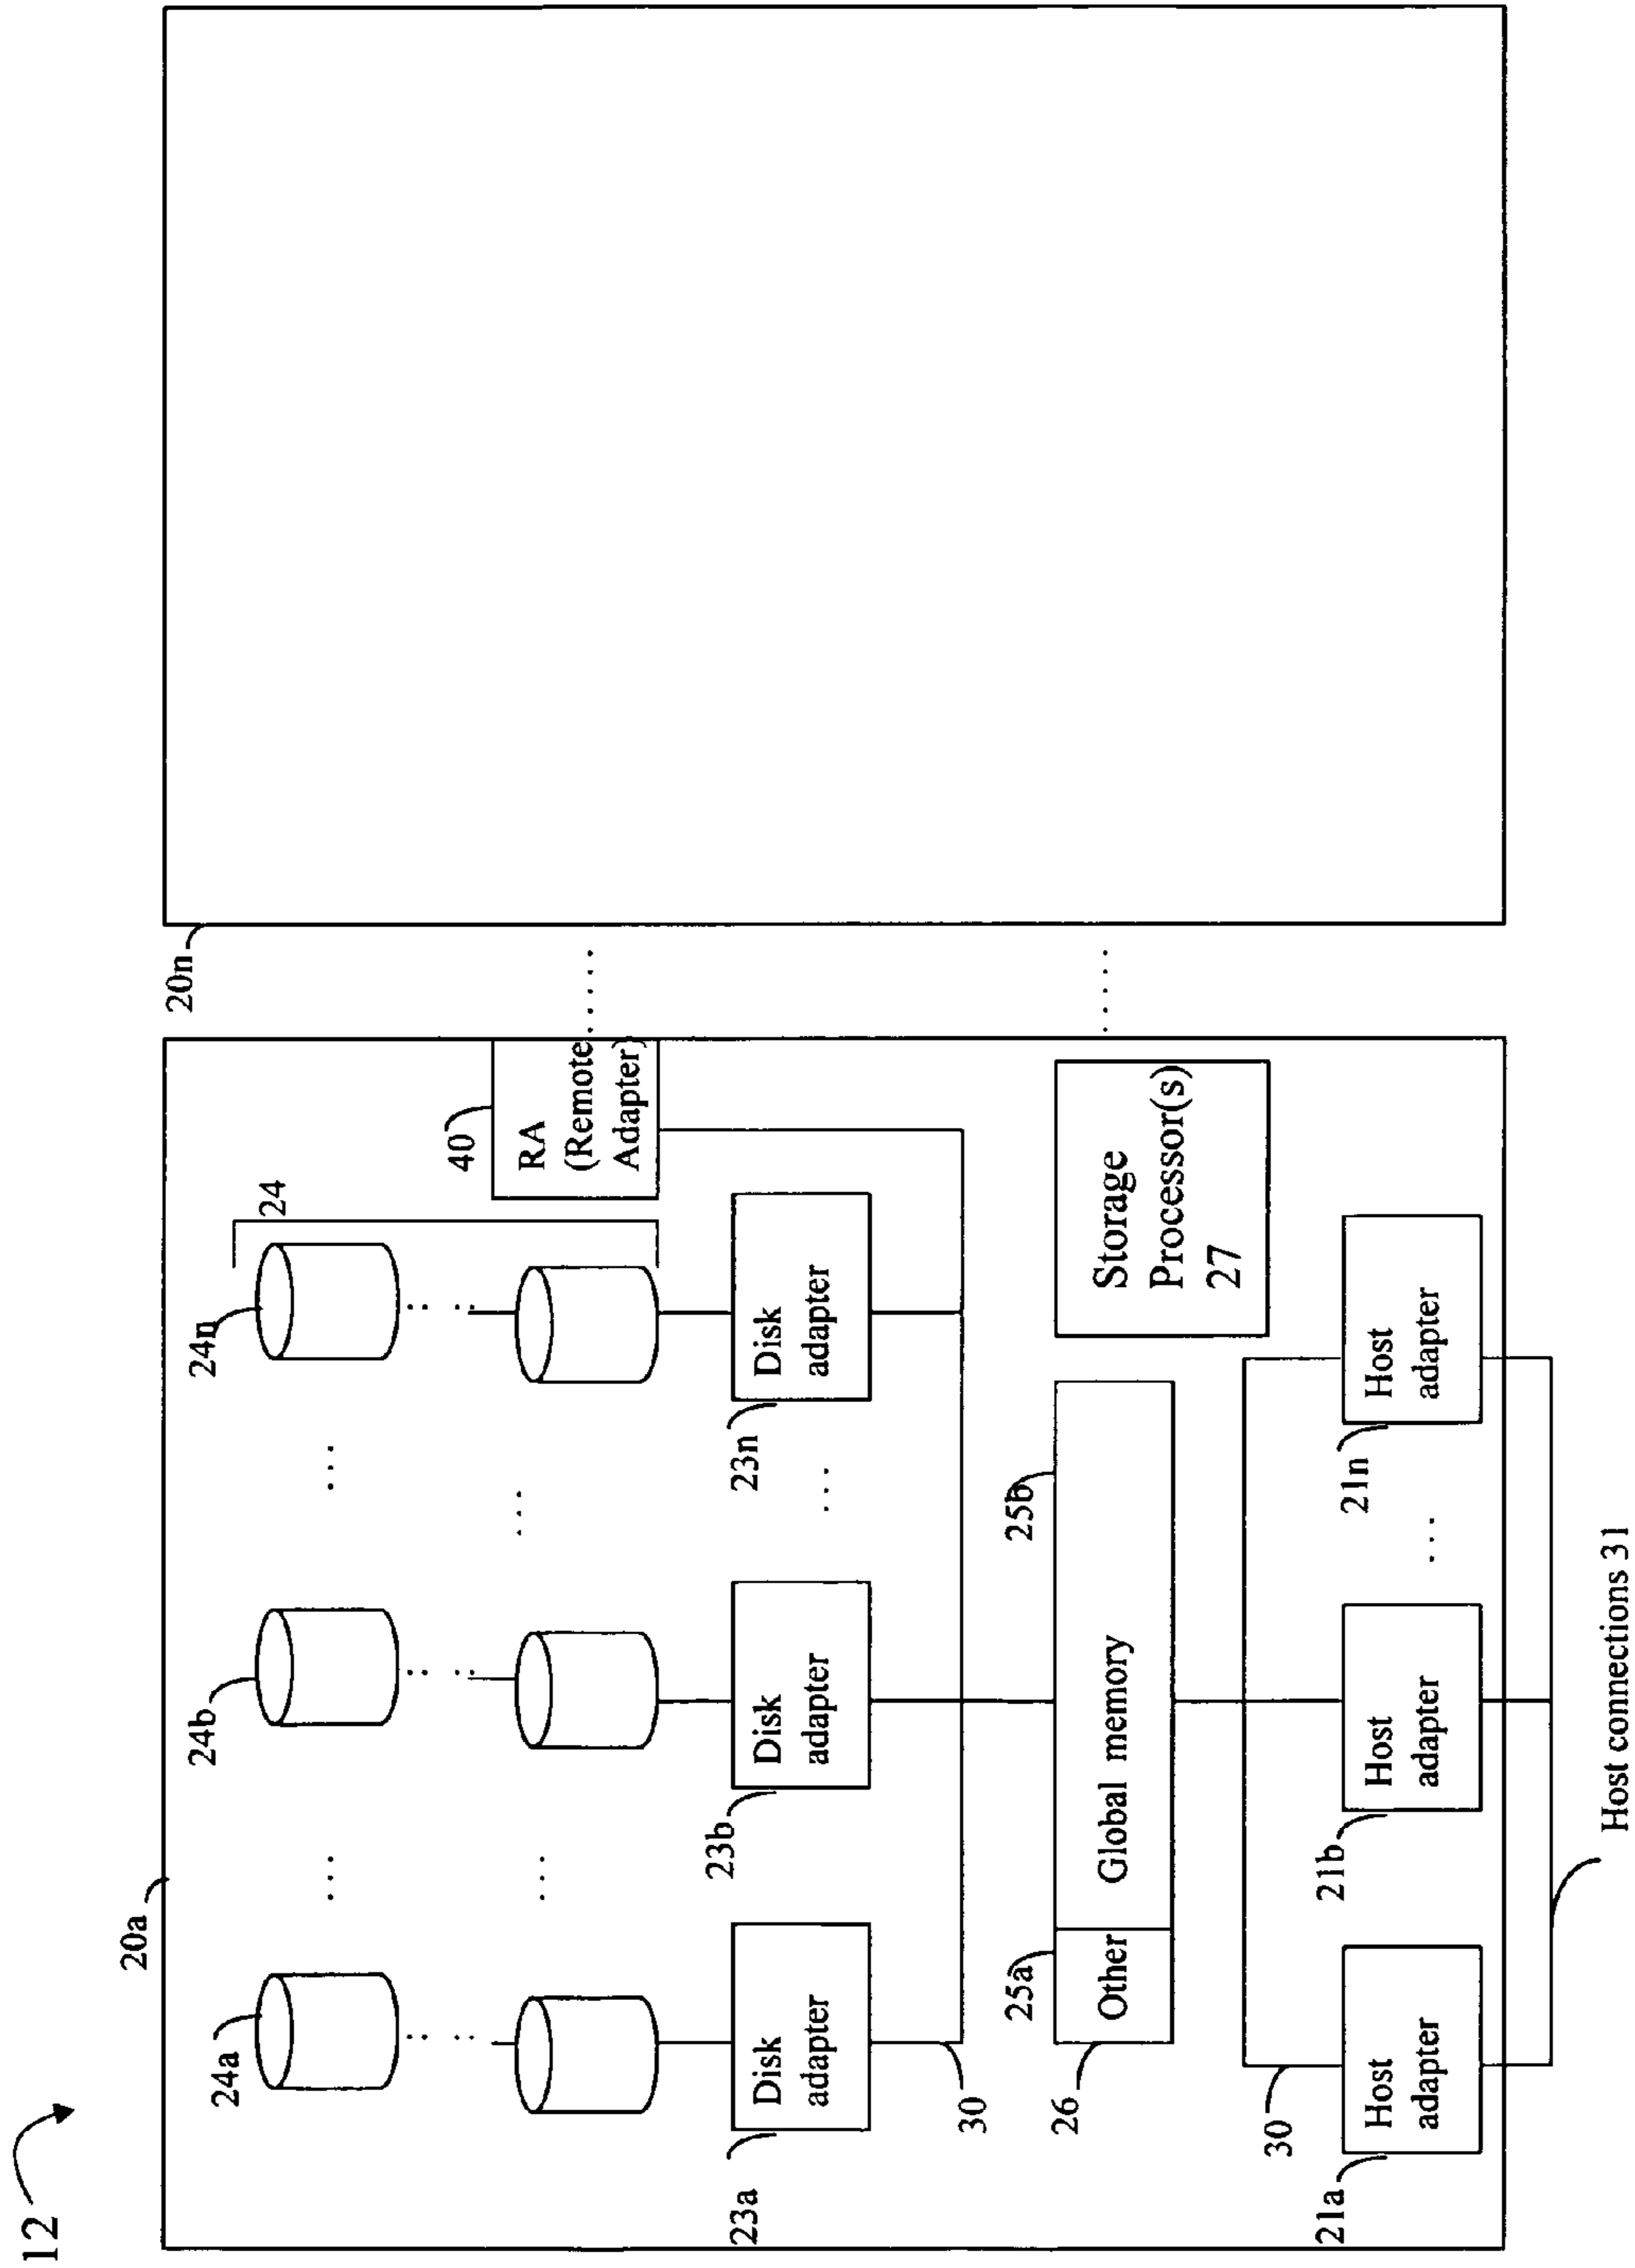 12
20a
20n
24a
24b
24n
24
40
RA
(Remote
Adapter)
...
...
......
...
...
23a
Disk
adapter
23b
Disk
adapter
...
23n
Disk
adapter
30
25a
25b
26
Other
Global memory
Storage
Processor(s)
27
.....
30
21a
Host
adapter
21b
Host
adapter
...
21n
Host
adapter
Host connections 31